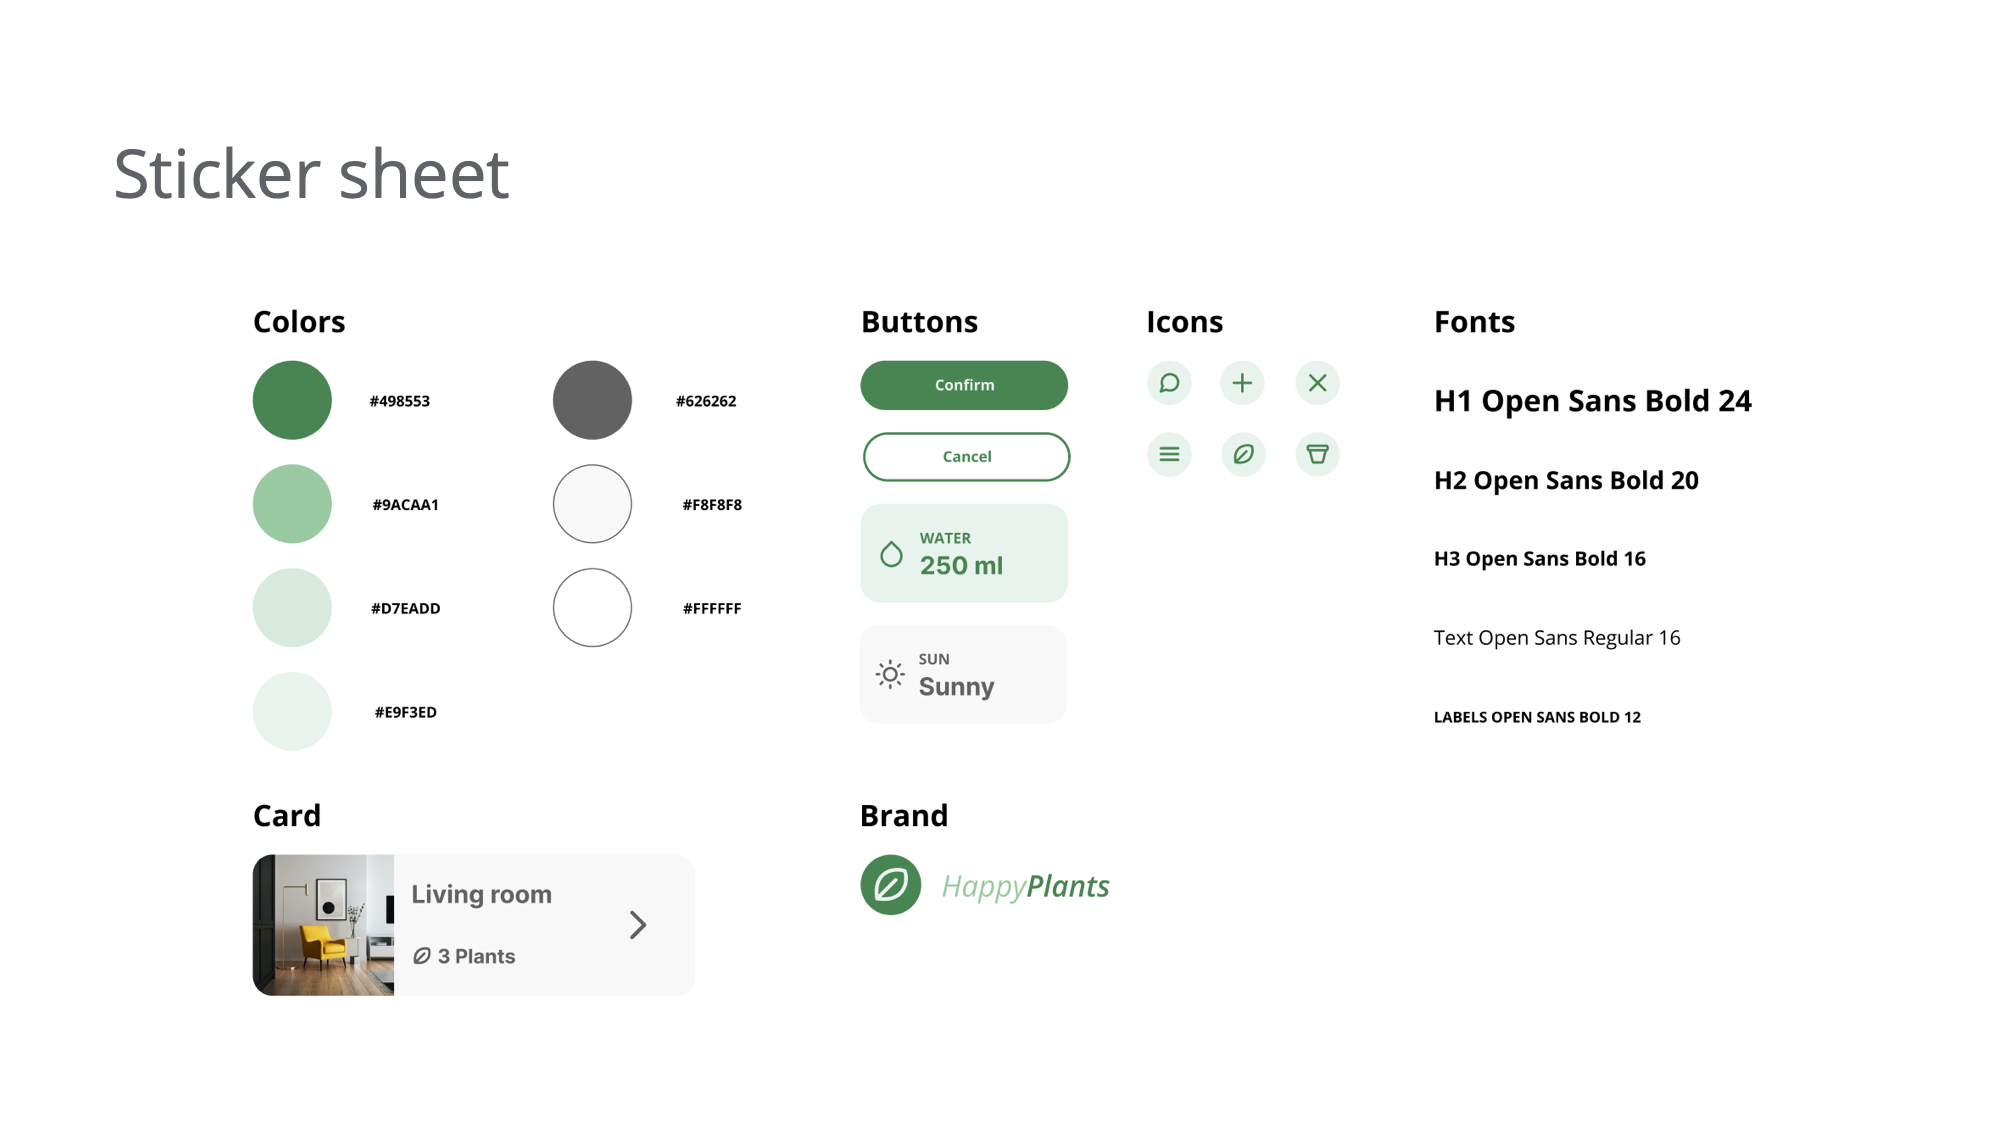 Sticker sheet
Colors
#498553
#626262
#9ACAA1
#F8F8F8
#D7EADD
#FFFFFF
#E9F3ED
Buttons
Confirm
Cancel
WATER
250 ml
SUN
Sunny
Icons
Fonts
H1 Open Sans Bold 24
H2 Open Sans Bold 20
H3 Open Sans Bold 16
Text Open Sans Regular 16
LABELS OPEN SANS BOLD 12
Card
Living room
3 Plants
Brand
HappyPlants